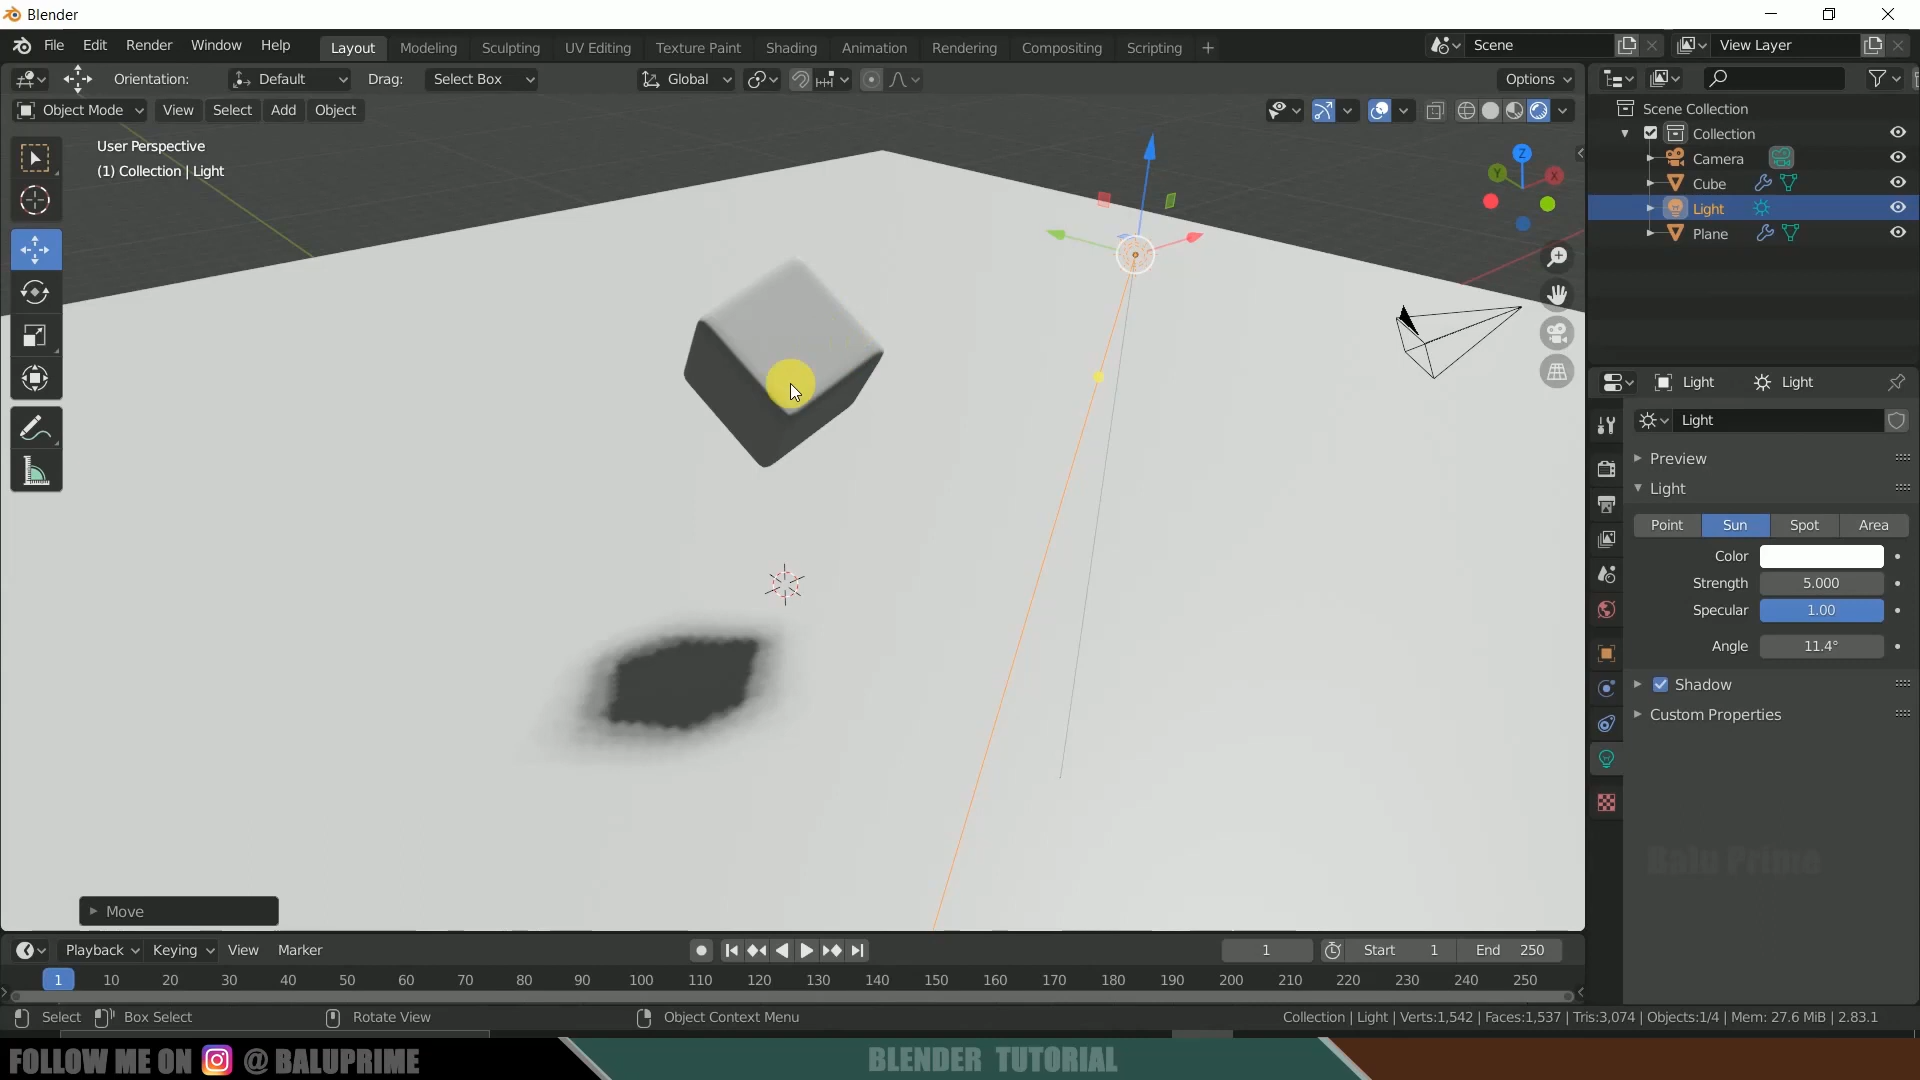 Blender
File Edit Render Window Help Layout Modeling Sculpting UV Editing Texture Paint Shading Animation Rendering Compositing Scripting + Scene View Layer
Orientation: Default Drag: Select Box Global Options
Object Mode View Select Add Object
Scene Collection
Collection
Camera
Cube
Light
Plane
User Perspective
(1) Collection | Light
Z
Y
X
Light Light
Light
Preview
Light
Point Sun Spot Area
Color
Strength 5.000
Specular 1.00
Angle 11.4°
Shadow
Custom Properties
Balu Prime
Move
Playback Keying View Marker 1 Start 1 End 250
1 10 20 30 40 50 60 70 80 90 100 110 120 130 140 150 160 170 180 190 200 210 220 230 240 250
Select Box Select Rotate View Object Context Menu Collection | Light | Verts:1,542 | Faces:1,537 | Tris:3,074 | Objects:1/4 | Mem: 27.6 MiB | 2.83.1
FOLLOW ME ON @ BALUPRIME BLENDER TUTORIAL